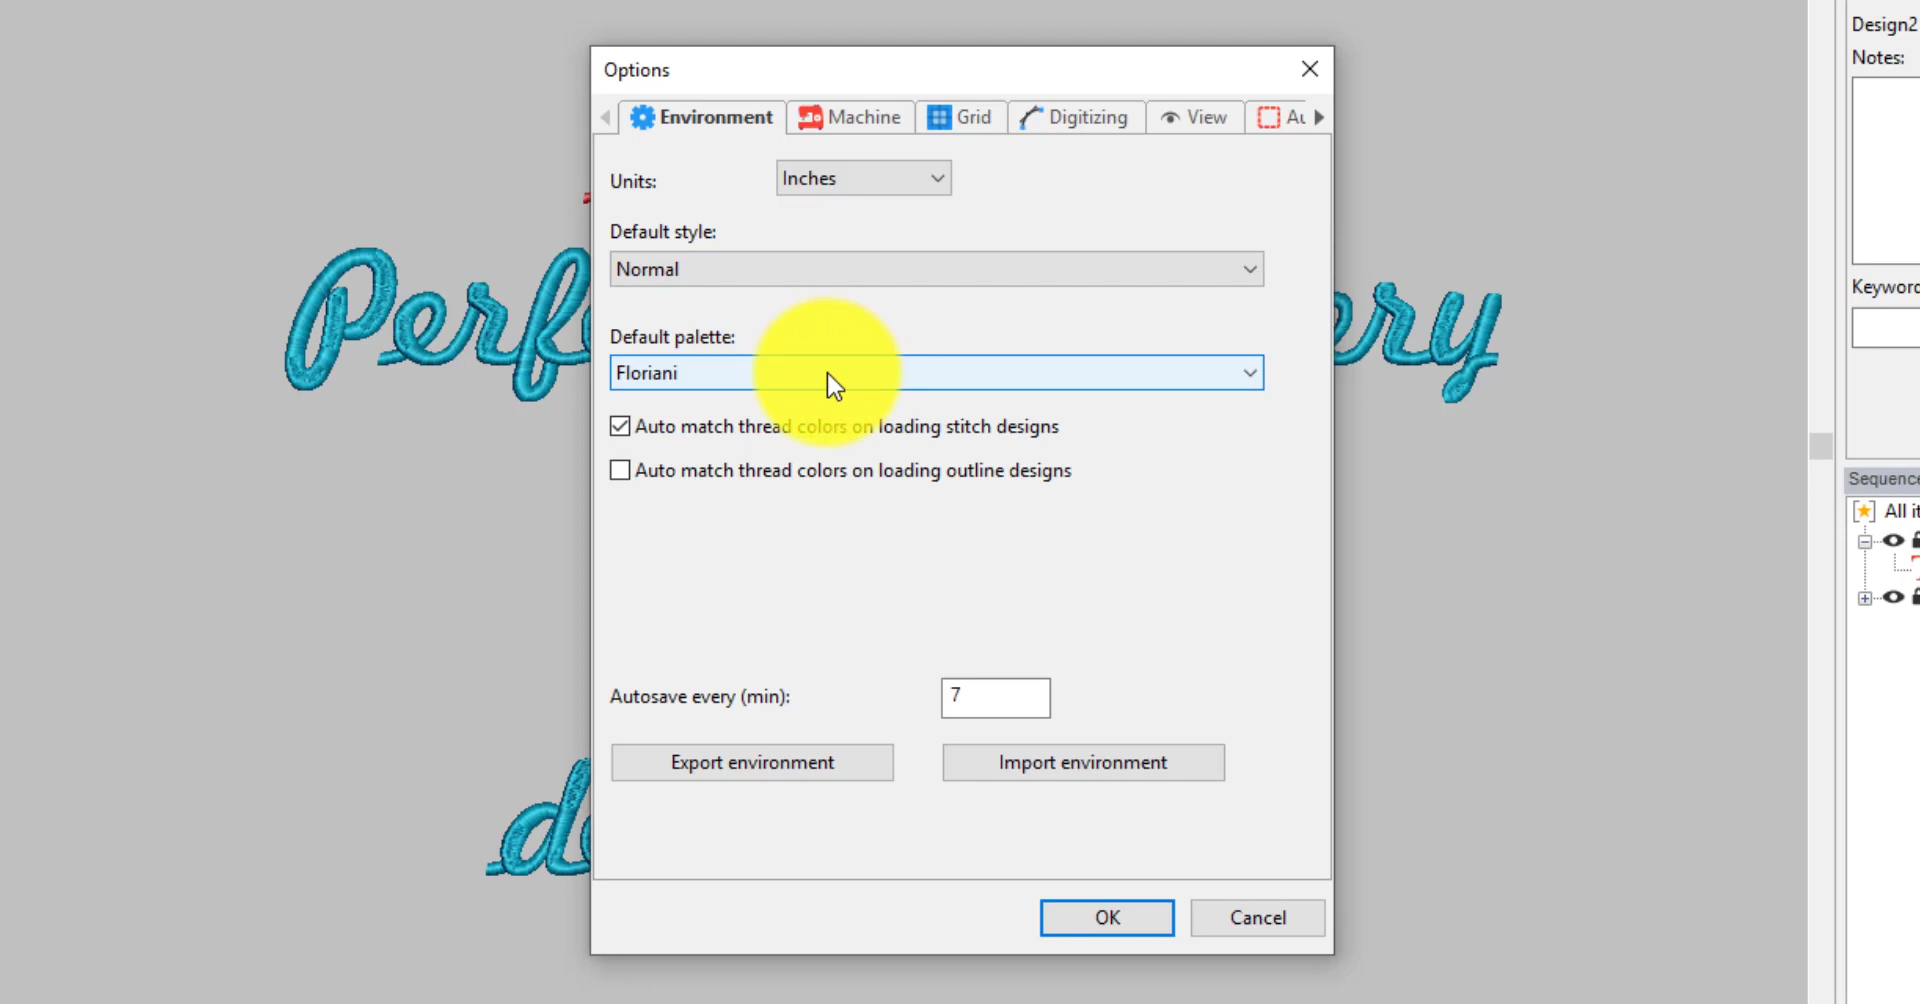 Options
Environment Machine Grid Digitizing View
Units: Inches
Default style:
Normal
Default palette:
Floriani
Auto match thread colors on loading stitch designs
Auto match thread colors on loading outline designs
Autosave every (min): 7
Export environment Import environment
OK Cancel
Design2
Notes:
Sequence
All